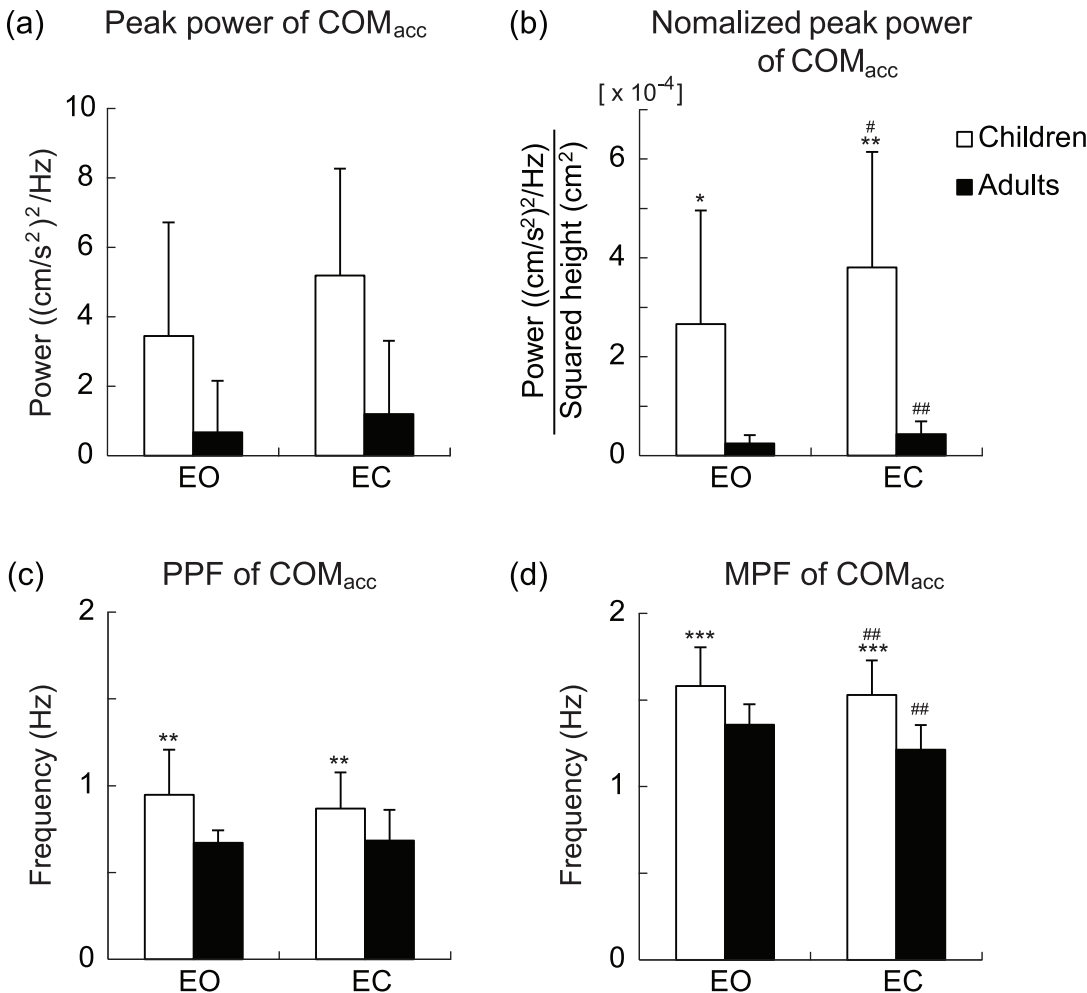 (a) Peak power of COMacc
Power ((cm/s²)²/Hz)
10
8
6
4
2
0
EO EC
(b) Nomalized peak power
of COMacc
[ x 10⁻⁴]
Power ((cm/s²)²/Hz)
Squared height (cm²)
6
4
2
0
*
#
**
##
EO EC
Children
Adults
(c) PPF of COMacc
Frequency (Hz)
2
1
0
** **
EO EC
(d) MPF of COMacc
Frequency (Hz)
2
1
0
***
##
***
##
EO EC